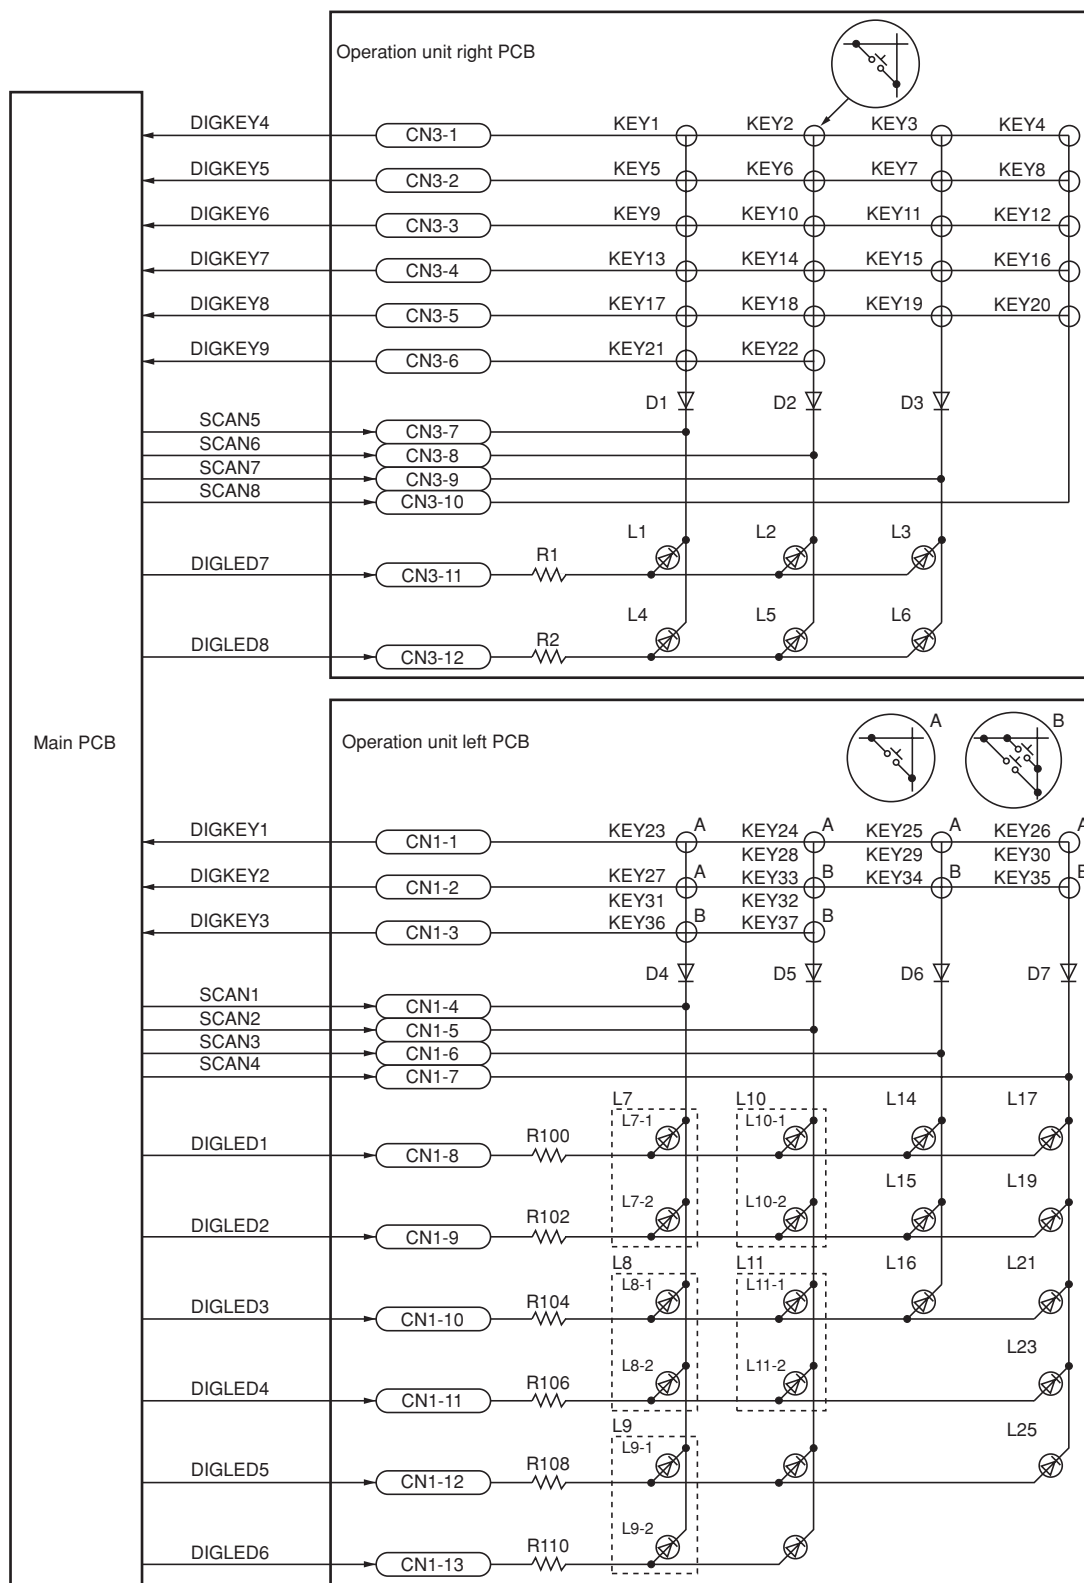 Operation unit right PCB
DIGKEY4 CN3-1 KEY1 KEY2 KEY3 KEY4
DIGKEY5 CN3-2 KEY5 KEY6 KEY7 KEY8
DIGKEY6 CN3-3 KEY9 KEY10 KEY11 KEY12
DIGKEY7 CN3-4 KEY13 KEY14 KEY15 KEY16
DIGKEY8 CN3-5 KEY17 KEY18 KEY19 KEY20
DIGKEY9 CN3-6 KEY21 KEY22
D1 D2 D3
SCAN5 CN3-7
SCAN6 CN3-8
SCAN7 CN3-9
SCAN8 CN3-10
L1 L2 L3
DIGLED7 CN3-11 R1
L4 L5 L6
DIGLED8 CN3-12 R2
Main PCB
Operation unit left PCB
A B
DIGKEY1 CN1-1 KEY23 A KEY24 A KEY25 A KEY26 A
KEY28 KEY29 KEY30
DIGKEY2 CN1-2 KEY27 A KEY33 B KEY34 B KEY35 B
KEY31 KEY32
DIGKEY3 CN1-3 KEY36 B KEY37 B
D4 D5 D6 D7
SCAN1 CN1-4
SCAN2 CN1-5
SCAN3 CN1-6
SCAN4 CN1-7
L7 L10 L14 L17
L7-1 L10-1
DIGLED1 CN1-8 R100
L15 L19
L7-2 L10-2
DIGLED2 CN1-9 R102
L8 L11 L16 L21
L8-1 L11-1
DIGLED3 CN1-10 R104
L23
L8-2 L11-2
DIGLED4 CN1-11 R106
L9 L25
L9-1
DIGLED5 CN1-12 R108
L9-2
DIGLED6 CN1-13 R110